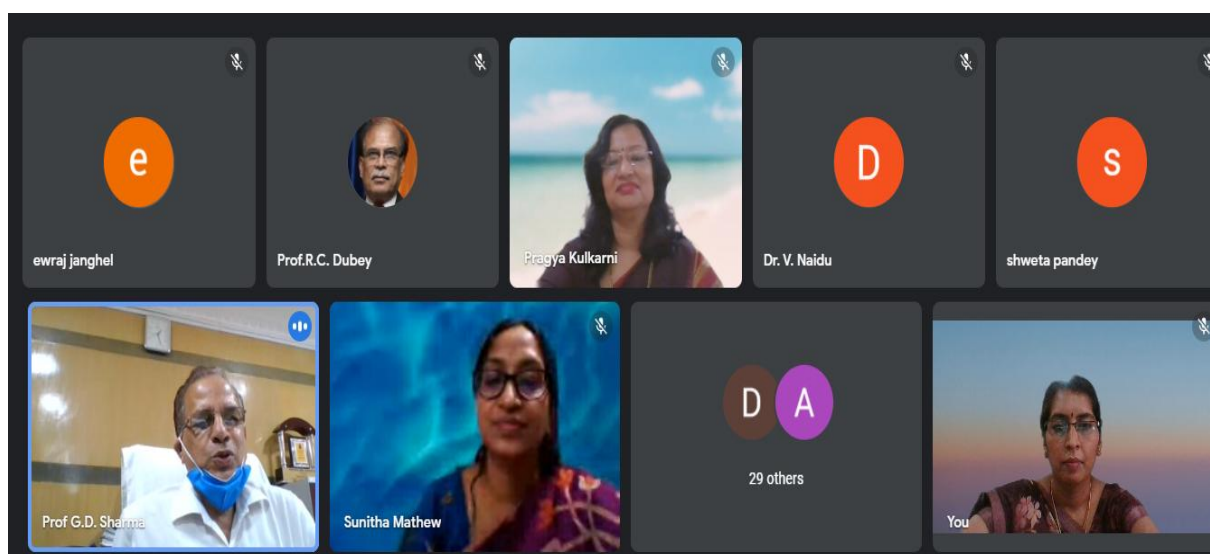 e
ewraj janghel
Prof.R.C. Dubey
Pragya Kulkarni
D
Dr. V. Naidu
s
shweta pandey
Prof G.D. Sharma
Sunitha Mathew
D A
29 others
You